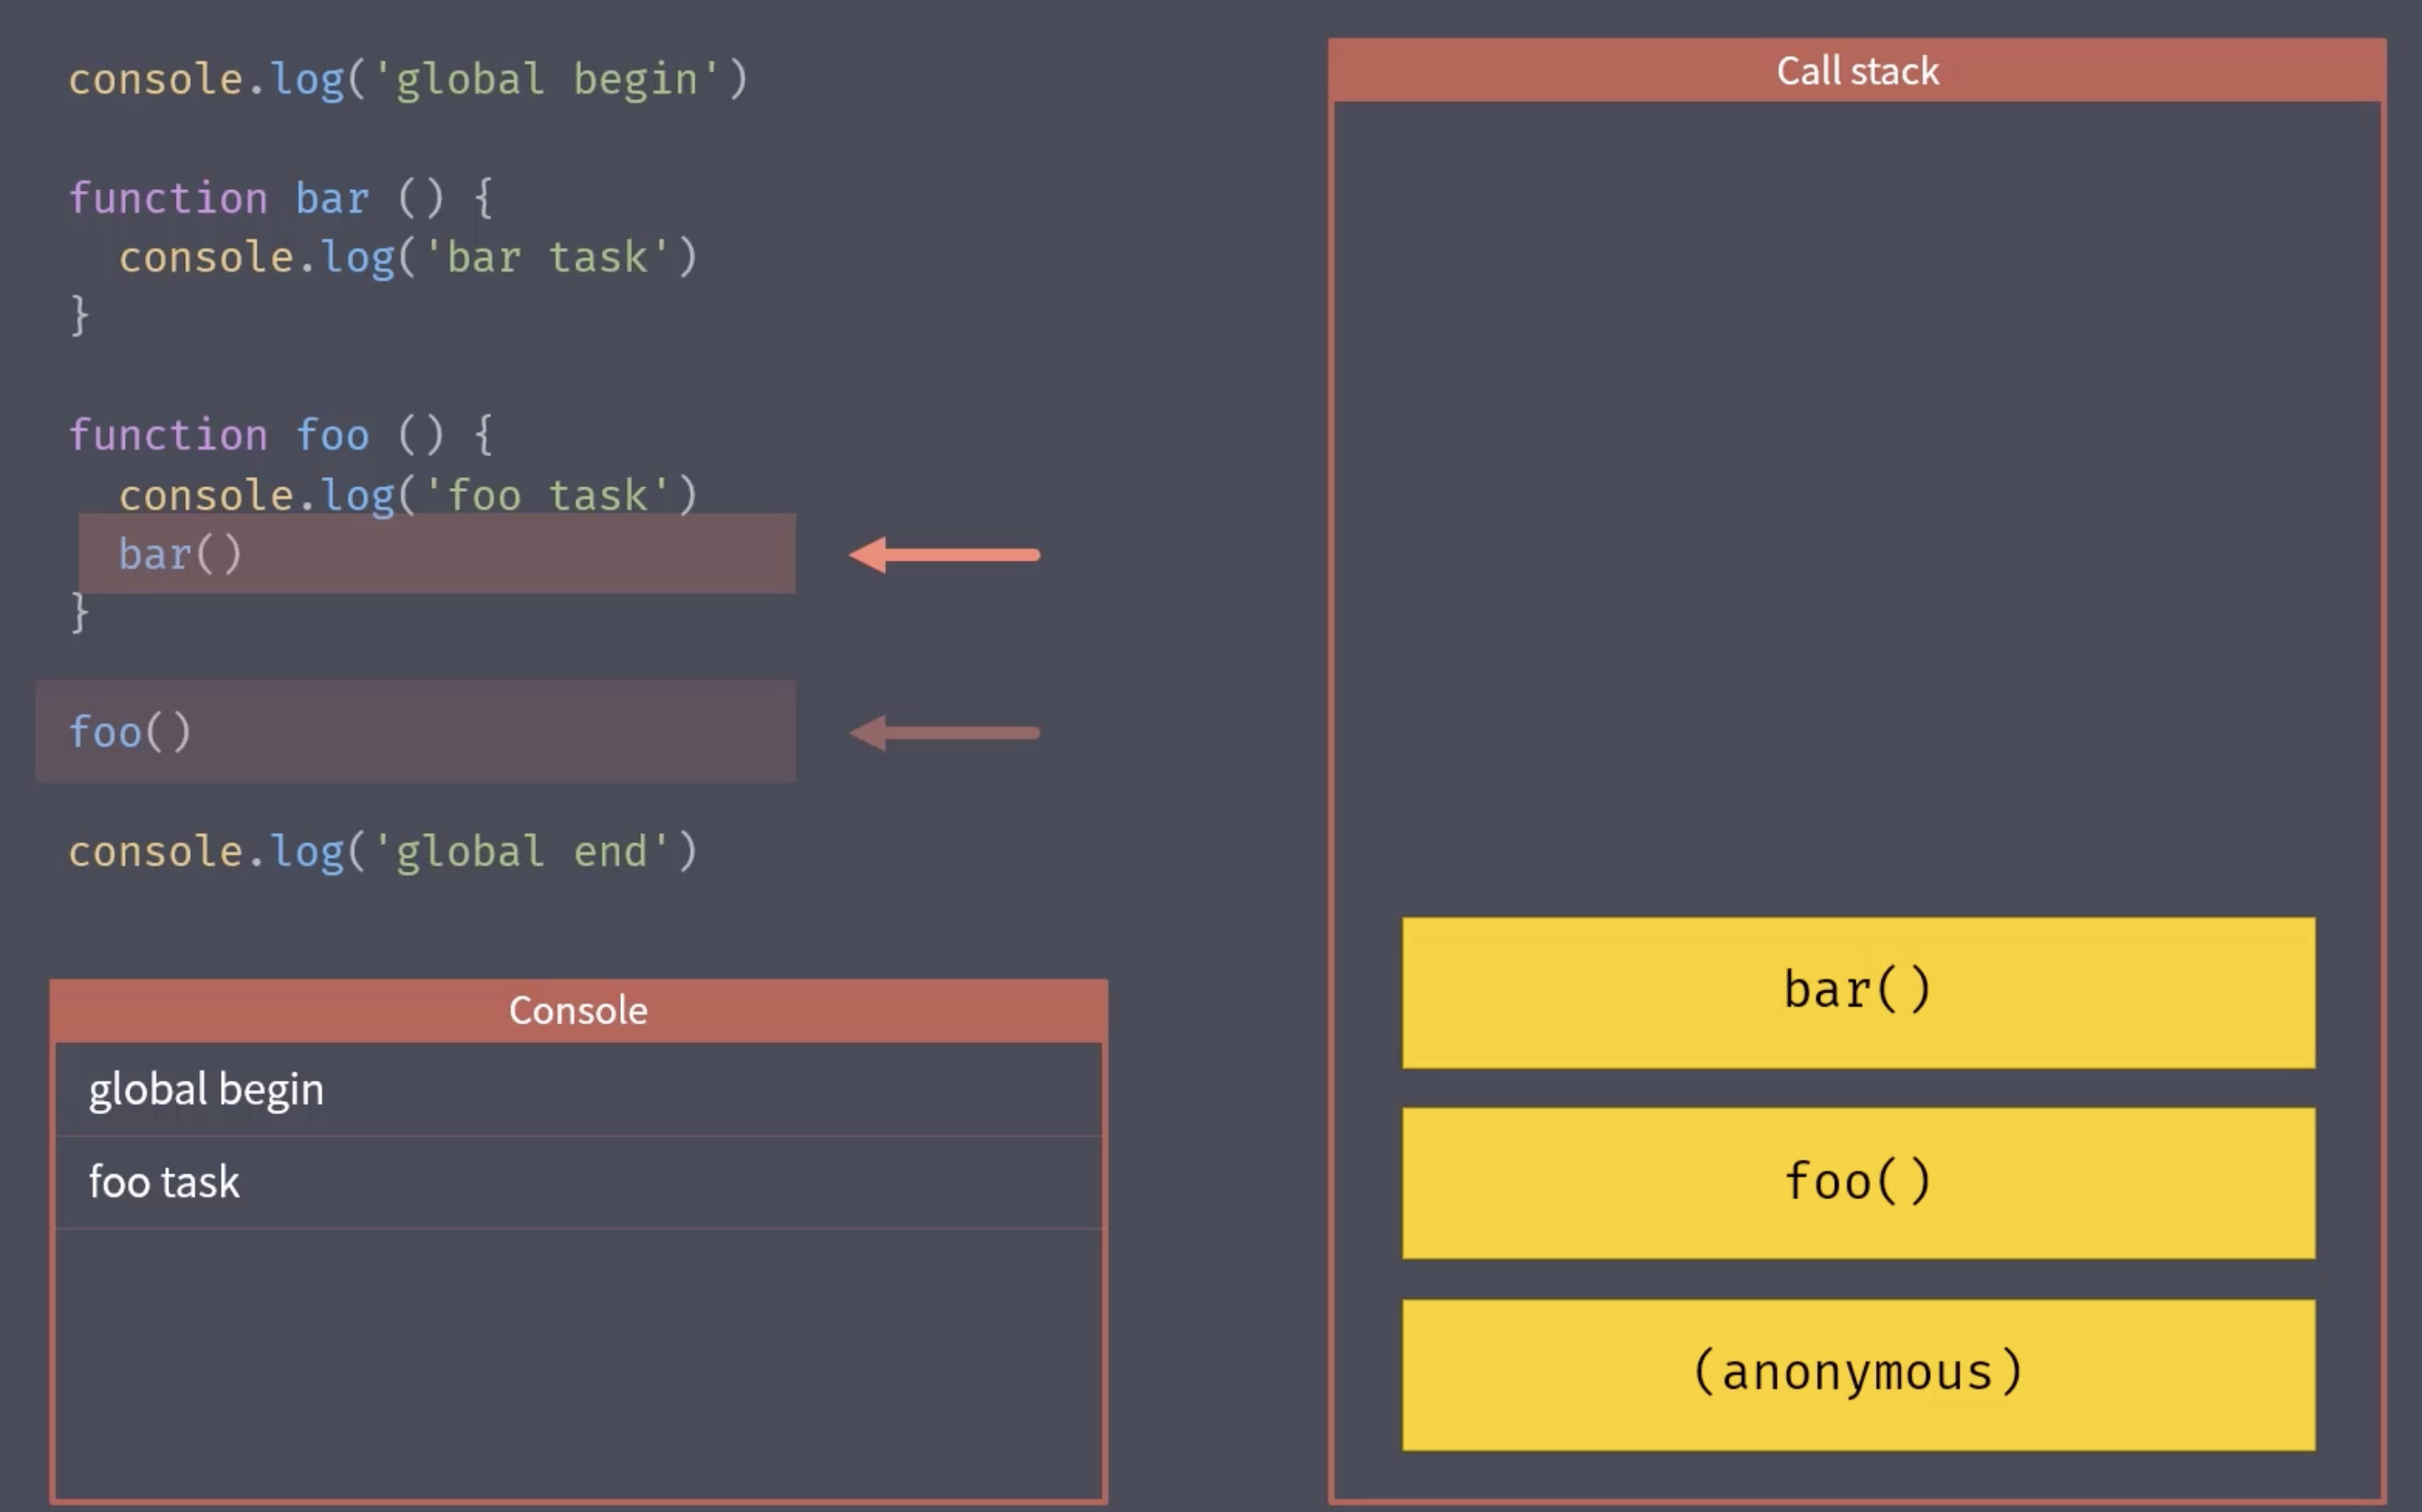 console.log('global begin')
function bar () {
  console.log('bar task')
}
function foo () {
  console.log('foo task')
  bar()
}
foo()
console.log('global end')
Console
global begin
foo task
Call stack
bar()
foo()
(anonymous)